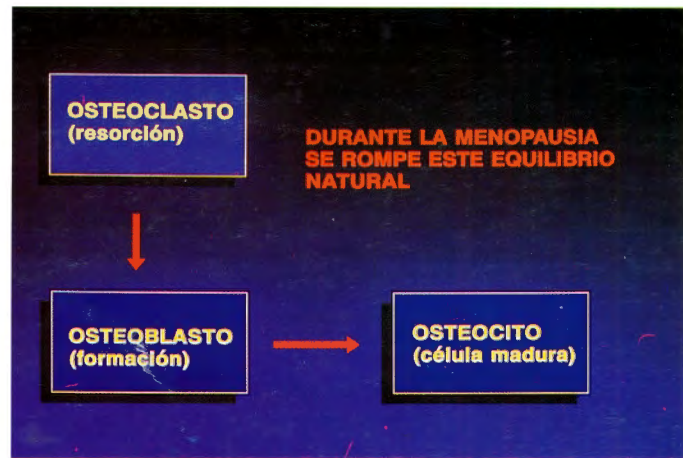 OSTEOCLASTO
(resorción)
DURANTE LA MENOPAUSIA
SE ROMPE ESTE EQUILIBRIO
NATURAL
OSTEOBLASTO
(formación)
OSTEOCITO
(célula madura)